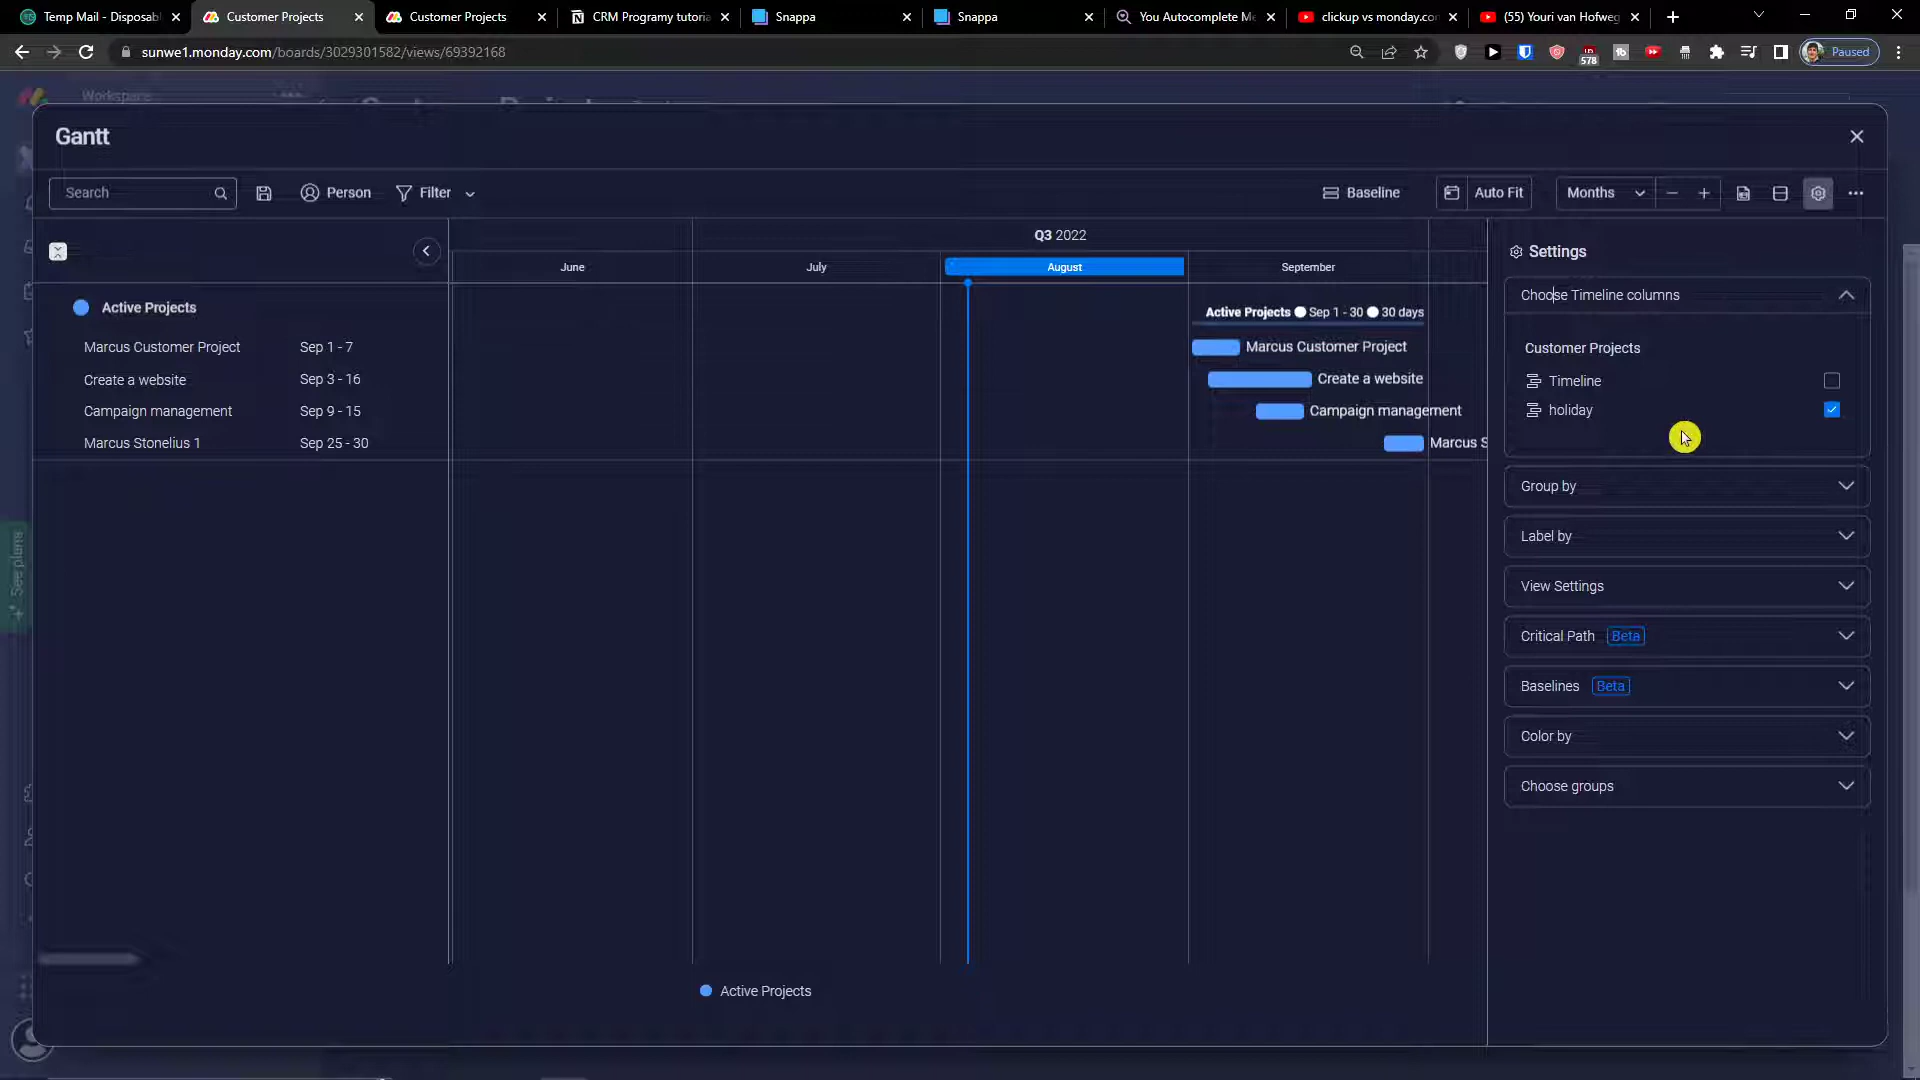 Temp Mail - Disposabl
Customer Projects
Customer Projects
CRM Programy tutoria
Snappa
Snappa
You Autocomplete Me
clickup vs monday.com
(55) Youri van Hofweg
sunwe1.monday.com/boards/3029301582/views/69392168
578
Paused
Workspace
Gantt
Search
Person
Filter
Baseline
Auto Fit
Months
Q3 2022
June
July
August
September
Settings
Choose Timeline columns
Active Projects
Active Projects Sep 1 - 30 30 days
Marcus Customer Project
Sep 1 - 7
Marcus Customer Project
Customer Projects
Create a website
Sep 3 - 16
Create a website
Timeline
Campaign management
Sep 9 - 15
Campaign management
holiday
Marcus Stonelius 1
Sep 25 - 30
Marcus S
Group by
Label by
View Settings
See plans
Critical Path Beta
Baselines Beta
Color by
Choose groups
Active Projects